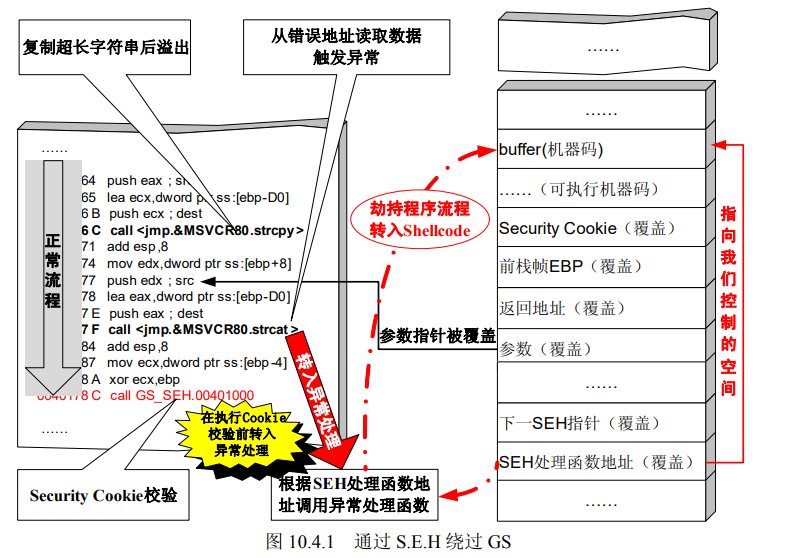 复制超长字符串后溢出
从错误地址读取数据
触发异常
……
正常流程
64 push eax ; src
65 lea ecx,dword ptr ss:[ebp-D0]
6 B push ecx ; dest
6 C call <jmp.&MSVCR80.strcpy>
71 add esp,8
74 mov edx,dword ptr ss:[ebp+8]
77 push edx ; src
78 lea eax,dword ptr ss:[ebp-D0]
7 E push eax ; dest
7 F call <jmp.&MSVCR80.strcat>
84 add esp,8
87 mov ecx,dword ptr ss:[ebp-4]
8 A xor ecx,ebp
0040178 C call GS_SEH.00401000
……
在执行Cookie
校验前转入
异常处理
Security Cookie校验
转入异常处理
根据SEH处理函数地
址调用异常处理函数
劫持程序流程
转入Shellcode
参数指针被覆盖
……
……
buffer(机器码)
……（可执行机器码）
Security Cookie（覆盖）
前栈帧EBP（覆盖）
返回地址（覆盖）
参数（覆盖）
……
下一SEH指针（覆盖）
SEH处理函数地址（覆盖）
……
指向我们控制的空间
图 10.4.1 通过 S.E.H 绕过 GS